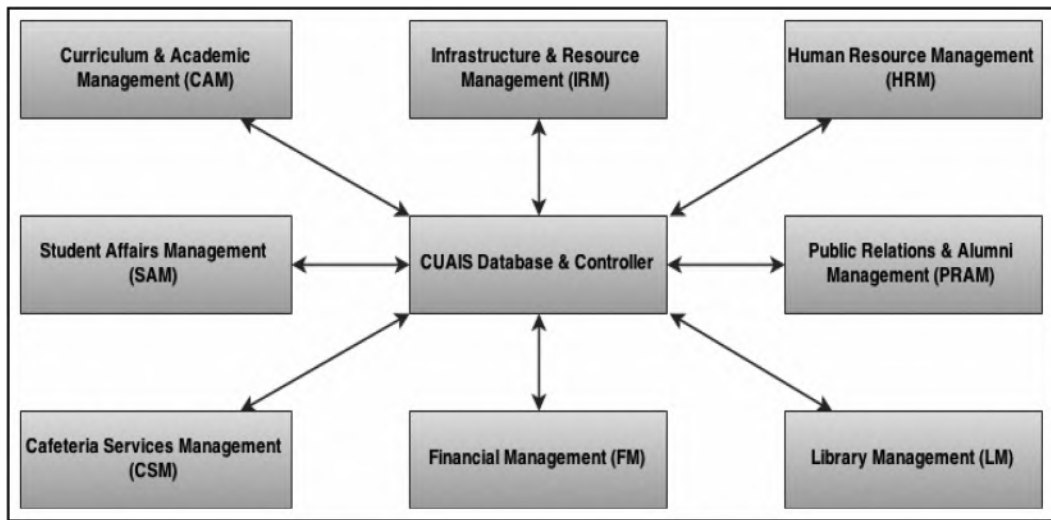 Curriculum & Academic
Management (CAM)
Infrastructure & Resource
Management (IRM)
Human Resource Management
(HRM)
Student Affairs Management
(SAM)
CUAIS Database & Controller
Public Relations & Alumni
Management (PRAM)
Cafeteria Services Management
(CSM)
Financial Management (FM)
Library Management (LM)